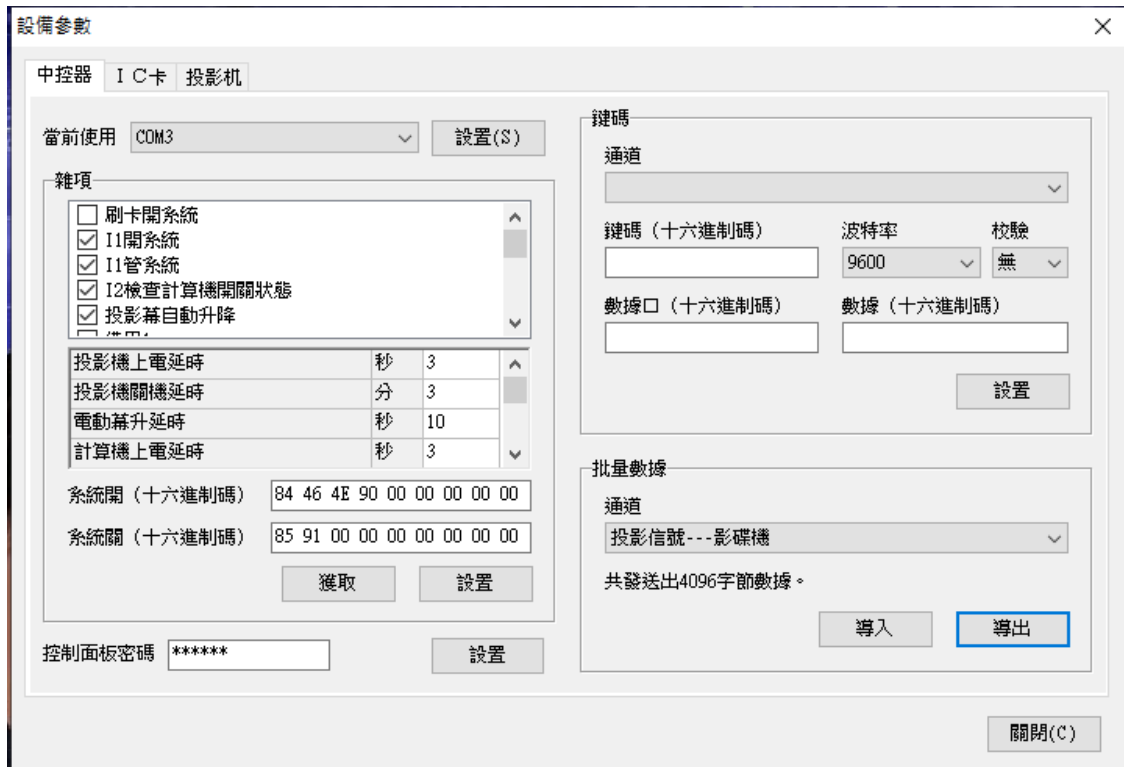 設備參數
中控器 ＩＣ卡 投影机
當前使用 COM3 設置(S)
雜項
刷卡開系統
I1開系統
I1管系統
I2檢查計算機開關狀態
投影幕自動升降
投影機上電延時 秒 3
投影機關機延時 分 3
電動幕升延時 秒 10
計算機上電延時 秒 3
系統開（十六進制碼） 84 46 4E 90 00 00 00 00 00
系統關（十六進制碼） 85 91 00 00 00 00 00 00 00
獲取 設置
控制面板密碼 ****** 設置
鍵碼
通道
鍵碼（十六進制碼） 波特率 校驗
9600 無
數據口（十六進制碼） 數據（十六進制碼）
設置
批量數據
通道
投影信號---影碟機
共發送出4096字節數據。
導入 導出
關閉(C)